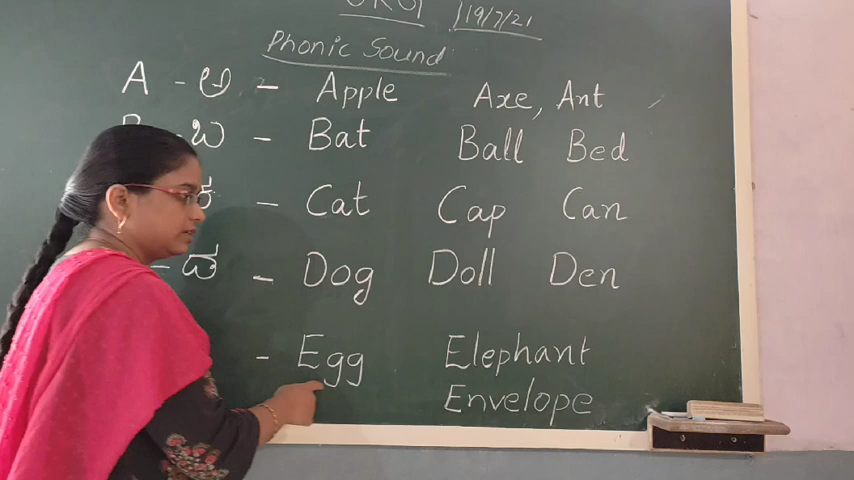 19/7/21
Phonic Sound
A - ಅ - Apple Axe, Ant
- ಬ - Bat Ball Bed
- Cat Cap Can
- ಡ - Dog Doll Den
- Egg Elephant
Envelope